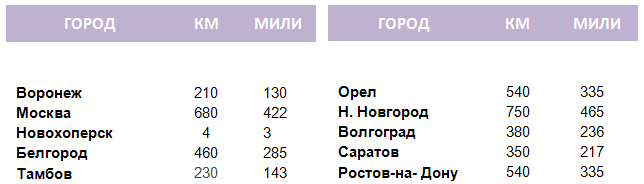 ГОРОД КМ МИЛИ
Воронеж 210 130
Москва 680 422
Новохоперск 4 3
Белгород 460 285
Тамбов 230 143
ГОРОД КМ МИЛИ
Орел 540 335
Н. Новгород 750 465
Волгоград 380 236
Саратов 350 217
Ростов-на- Дону 540 335